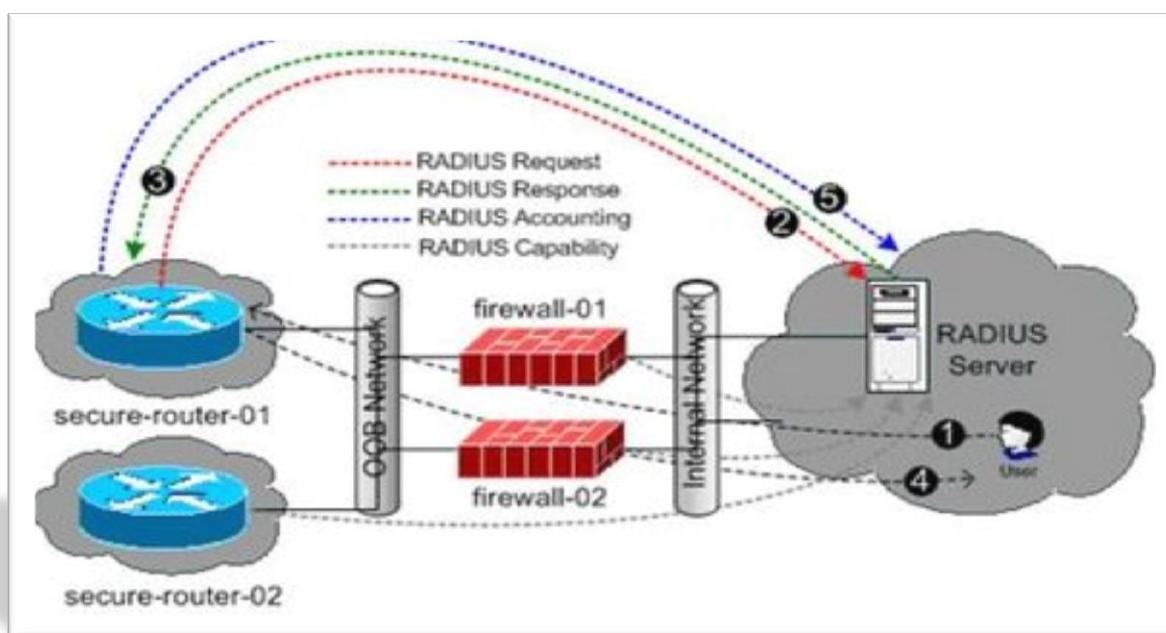 3
RADIUS Request
RADIUS Response
RADIUS Accounting
RADIUS Capability
5
2
secure-router-01
OOB Network
firewall-01
Internal Network
RADIUS
Server
firewall-02
1
User
4
secure-router-02